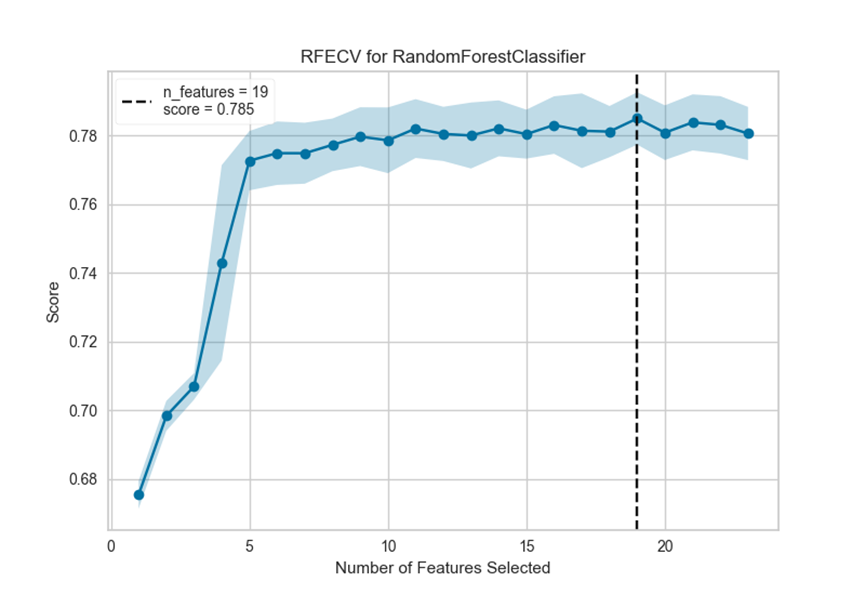 RFECV for RandomForestClassifier
n_features = 19
score = 0.785
0.78
0.76
0.74
0.72
0.70
0.68
Score
0 5 10 15 20
Number of Features Selected